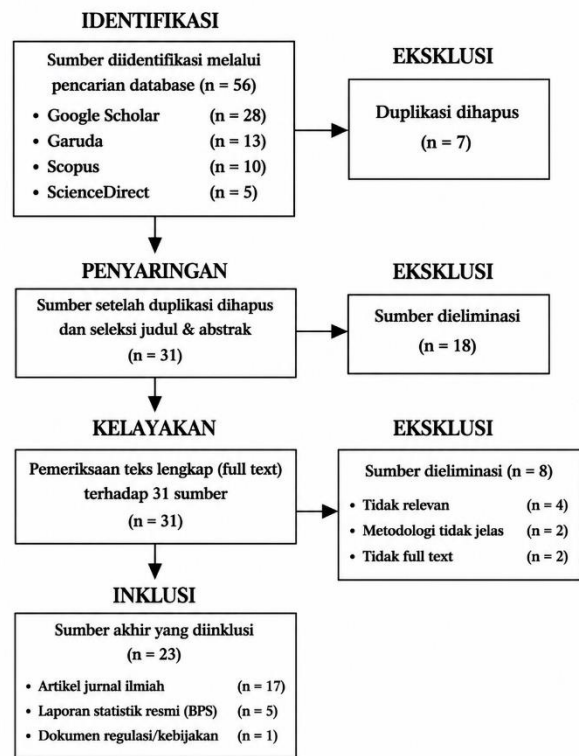 IDENTIFIKASI
Sumber diidentifikasi melalui
pencarian database (n = 56)
• Google Scholar (n = 28)
• Garuda (n = 13)
• Scopus (n = 10)
• ScienceDirect (n = 5)
EKSKLUSI
Duplikasi dihapus
(n = 7)
PENYARINGAN
Sumber setelah duplikasi dihapus
dan seleksi judul & abstrak
(n = 31)
EKSKLUSI
Sumber dieliminasi
(n = 18)
KELAYAKAN
Pemeriksaan teks lengkap (full text)
terhadap 31 sumber
(n = 31)
EKSKLUSI
Sumber dieliminasi (n = 8)
• Tidak relevan (n = 4)
• Metodologi tidak jelas (n = 2)
• Tidak full text (n = 2)
INKLUSI
Sumber akhir yang diinklusi
(n = 23)
• Artikel jurnal ilmiah (n = 17)
• Laporan statistik resmi (BPS) (n = 5)
• Dokumen regulasi/kebijakan (n = 1)